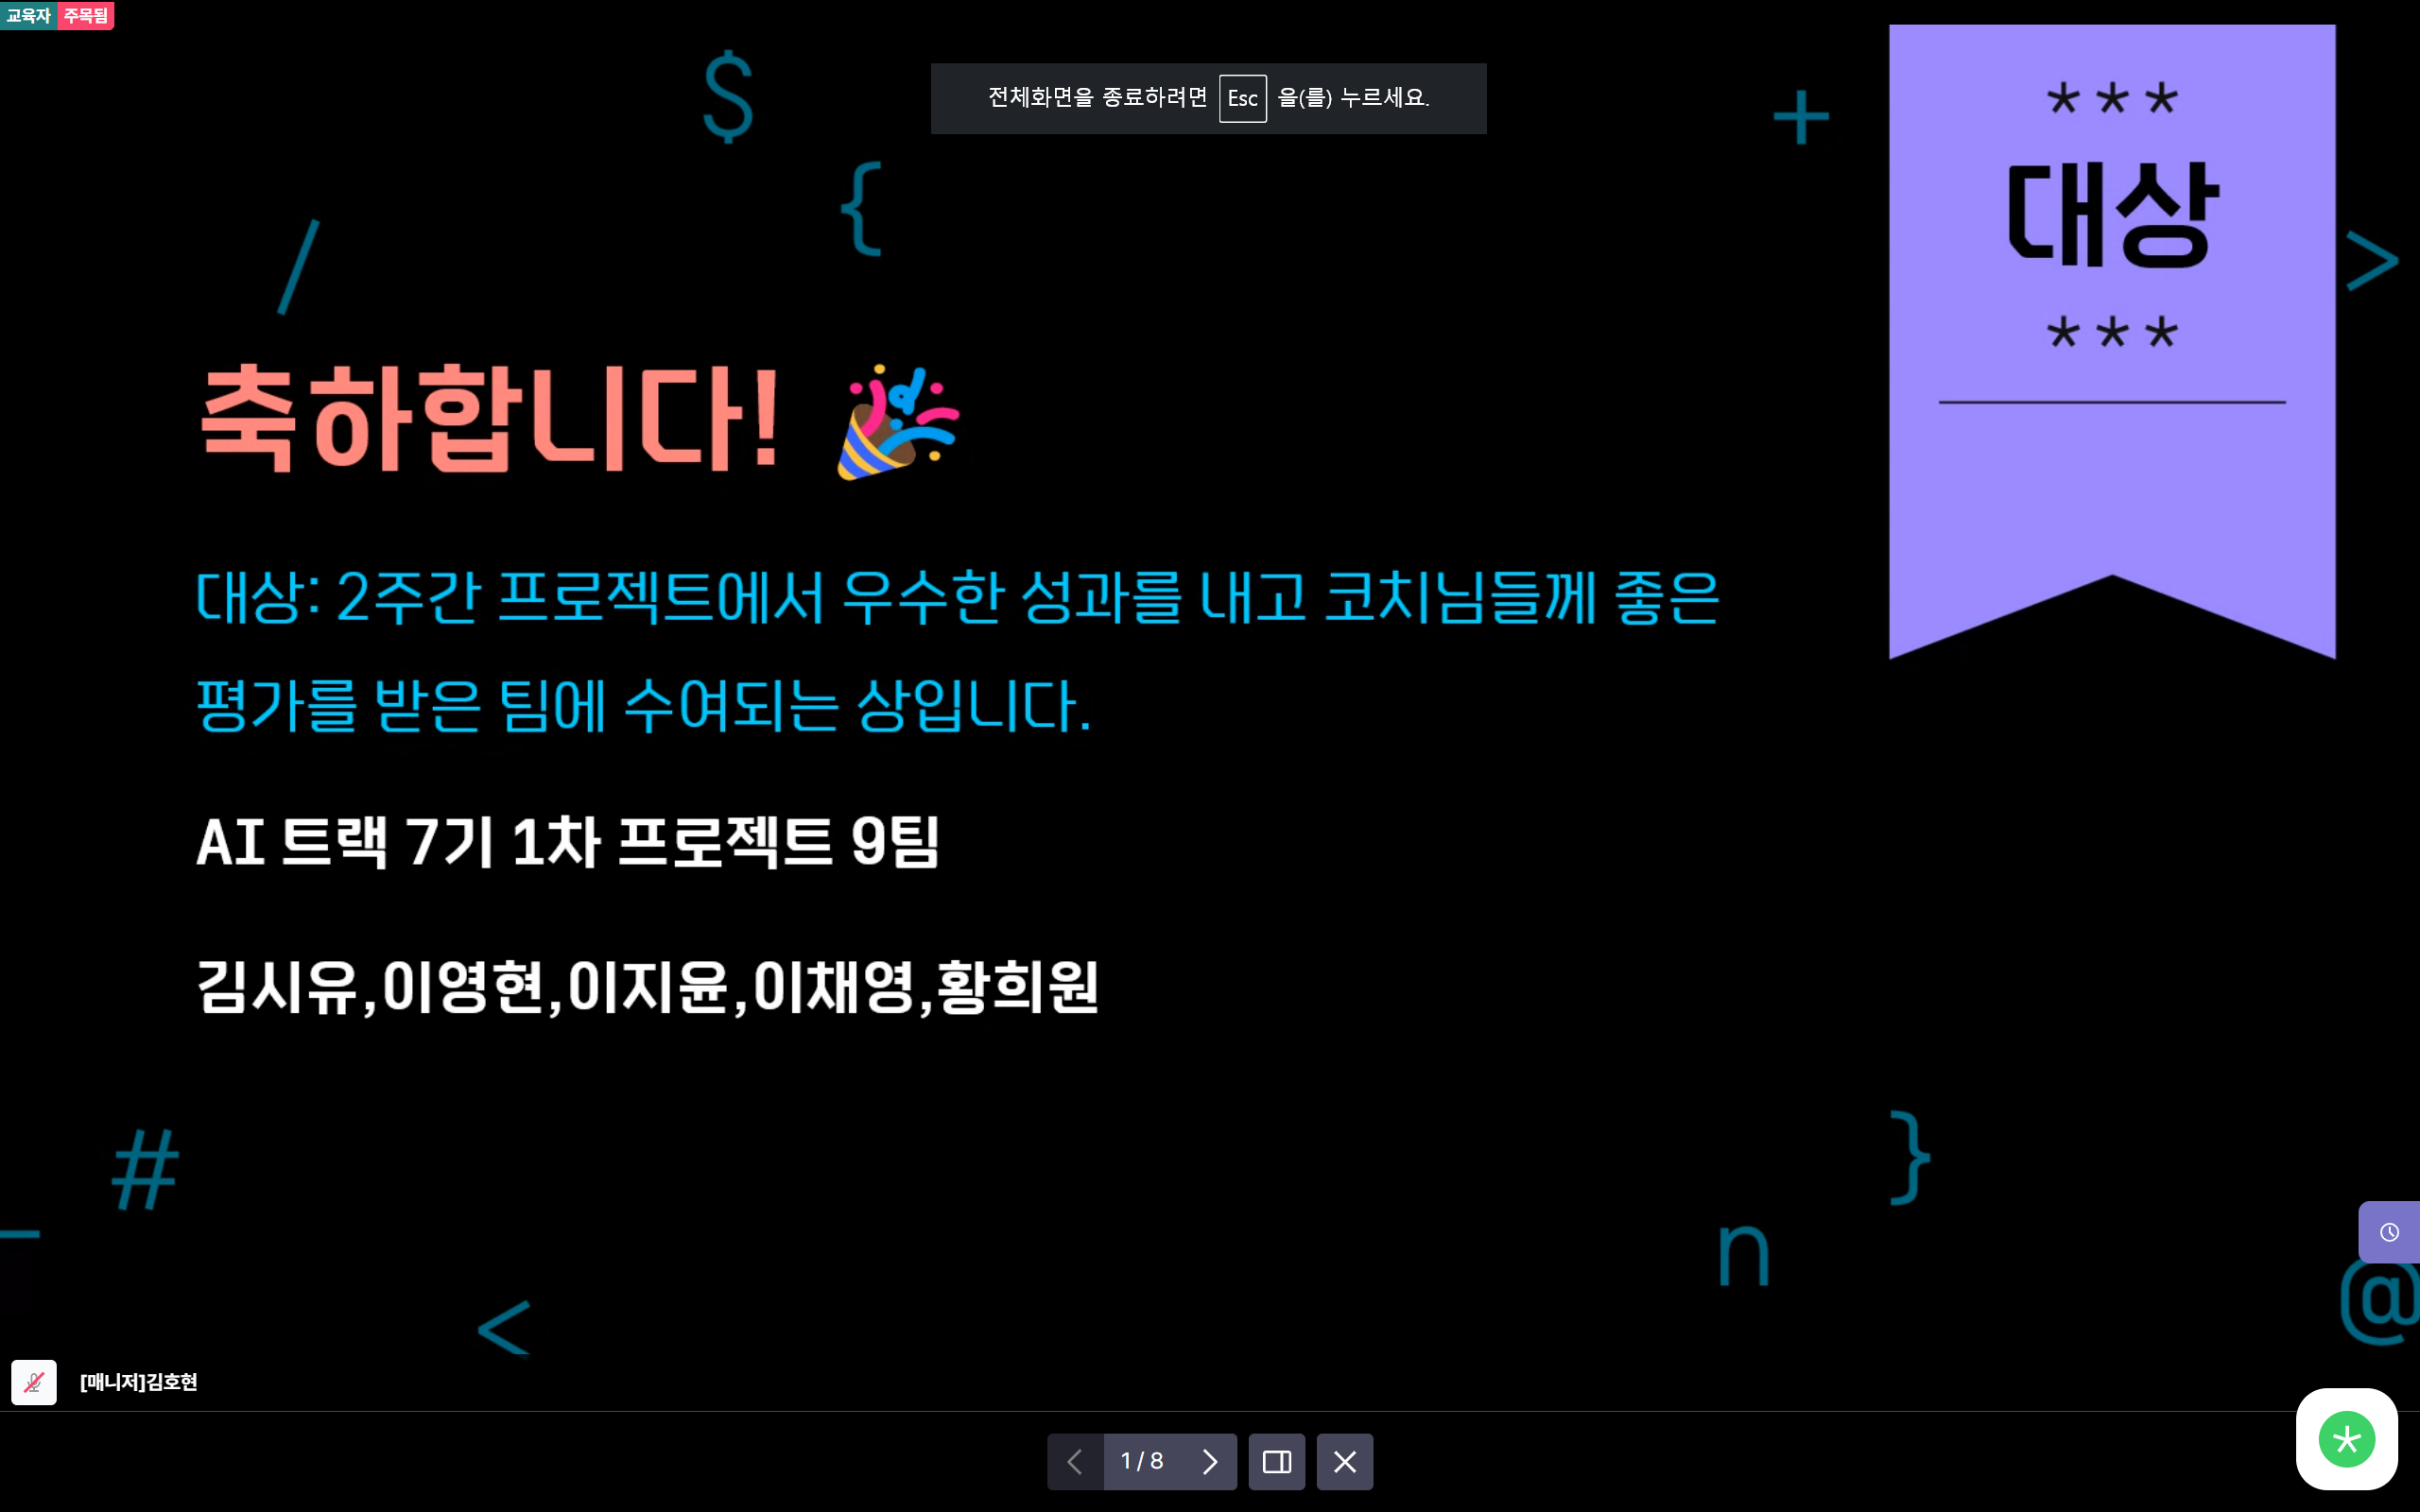 교육자 주목됨
전체화면을 종료하려면 Esc 을(를) 누르세요.
$
{
/
+
>
* * *
대상
* * *
축하합니다! 🎉
대상: 2주간 프로젝트에서 우수한 성과를 내고 코치님들께 좋은
평가를 받은 팀에 수여되는 상입니다.
AI 트랙 7기 1차 프로젝트 9팀
김시유,이영현,이지윤,이채영,황희원
#
_
<
}
n
@
[매니저]김호현
1 / 8